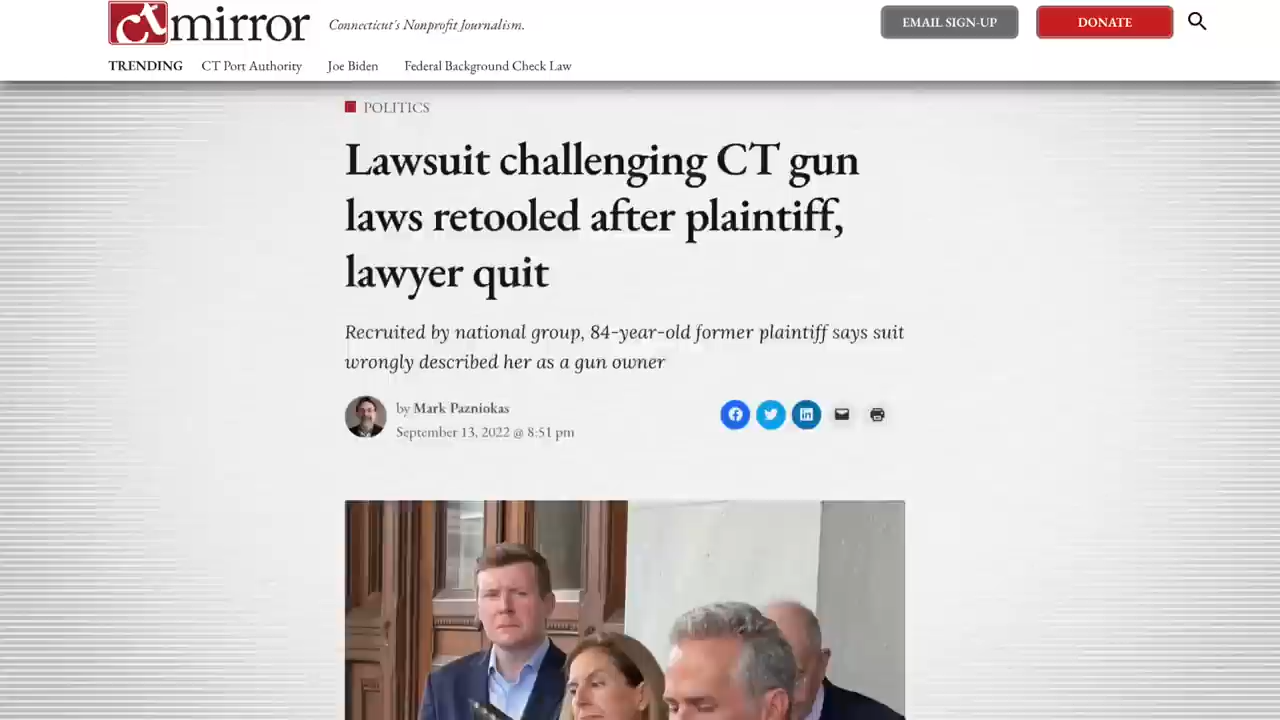 ctmirror
Connecticut's Nonprofit Journalism.
EMAIL SIGN-UP
DONATE
TRENDING CT Port Authority Joe Biden Federal Background Check Law
POLITICS
Lawsuit challenging CT gun
laws retooled after plaintiff,
lawyer quit
Recruited by national group, 84-year-old former plaintiff says suit
wrongly described her as a gun owner
by Mark Pazniokas
September 13, 2022 @ 8:51 pm